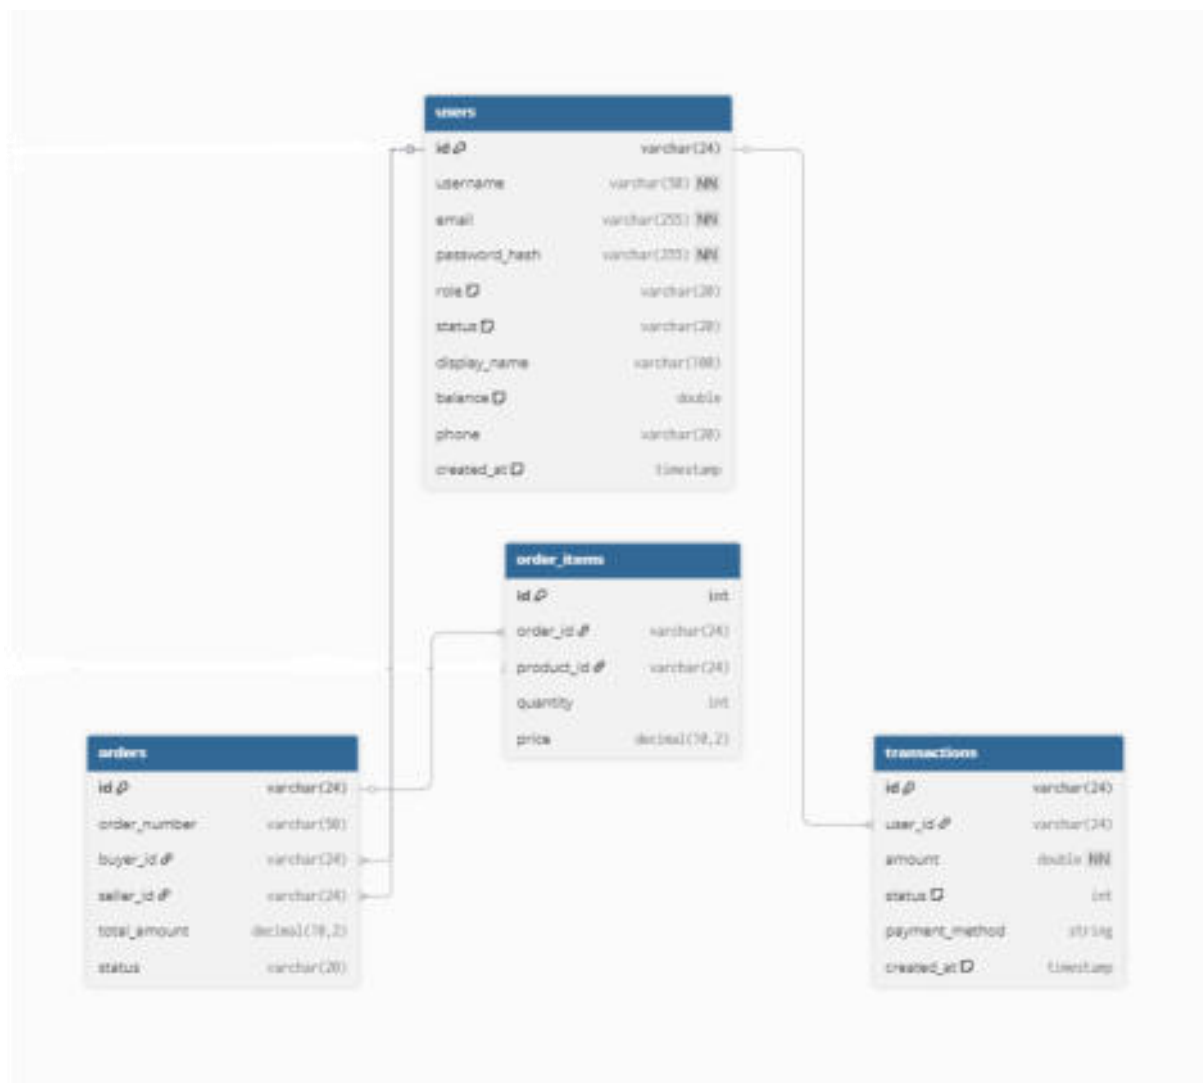 users
id varchar(24)
username varchar(50) NN
email varchar(255) NN
password_hash varchar(255) NN
role varchar(20)
status varchar(20)
display_name varchar(100)
balance double
phone varchar(20)
created_at timestamp
order_items
id int
order_id varchar(24)
product_id varchar(24)
quantity int
price decimal(10,2)
orders
id varchar(24)
order_number varchar(50)
buyer_id varchar(24)
seller_id varchar(24)
total_amount decimal(10,2)
status varchar(20)
transactions
id varchar(24)
user_id varchar(24)
amount double NN
status int
payment_method string
created_at timestamp